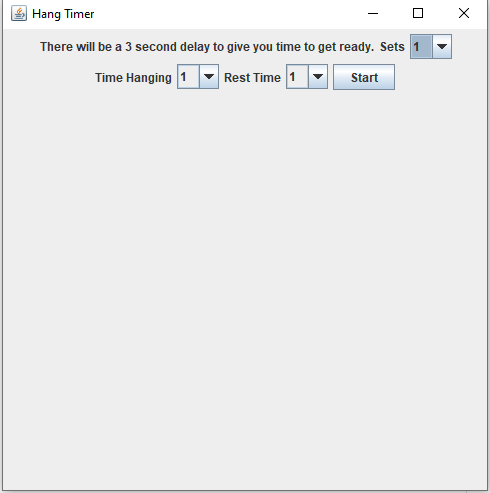 Hang Timer
There will be a 3 second delay to give you time to get ready. Sets 1
Time Hanging 1 Rest Time 1 Start